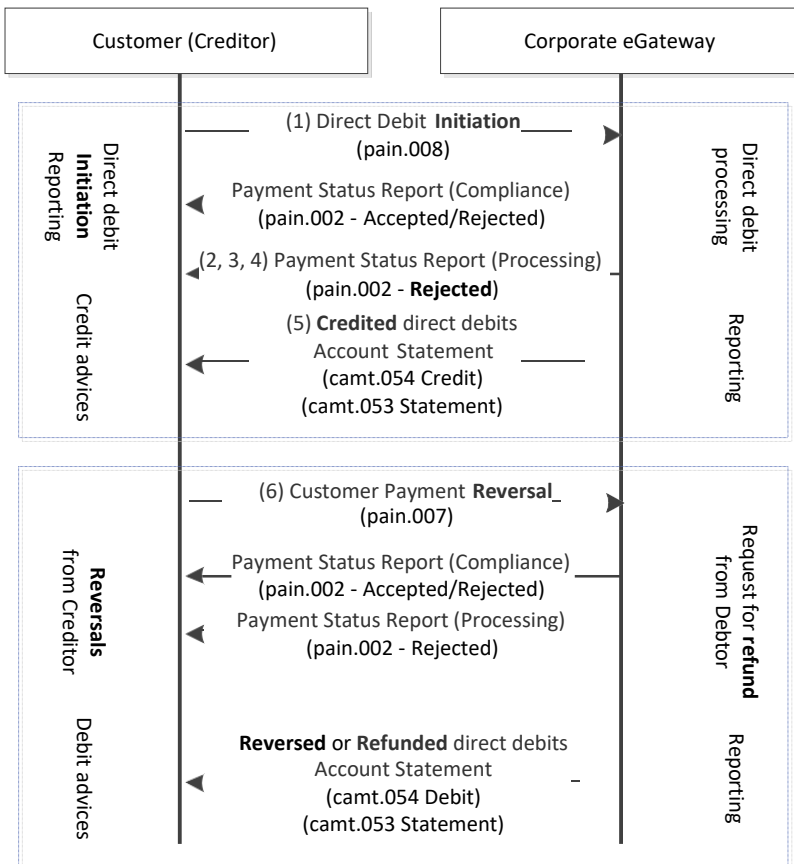 Customer (Creditor)
Corporate eGateway
(1) Direct Debit Initiation
(pain.008)
Payment Status Report (Compliance)
(pain.002 - Accepted/Rejected)
(2, 3, 4) Payment Status Report (Processing)
(pain.002 - Rejected)
(5) Credited direct debits
Account Statement
(camt.054 Credit)
(camt.053 Statement)
Direct debit
Initiation
Reporting
Credit advices
Direct debit
processing
Reporting
(6) Customer Payment Reversal
(pain.007)
Payment Status Report (Compliance)
(pain.002 - Accepted/Rejected)
Payment Status Report (Processing)
(pain.002 - Rejected)
Reversed or Refunded direct debits
Account Statement
(camt.054 Debit)
(camt.053 Statement)
Reversals
from Creditor
Debit advices
Request for refund
from Debtor
Reporting